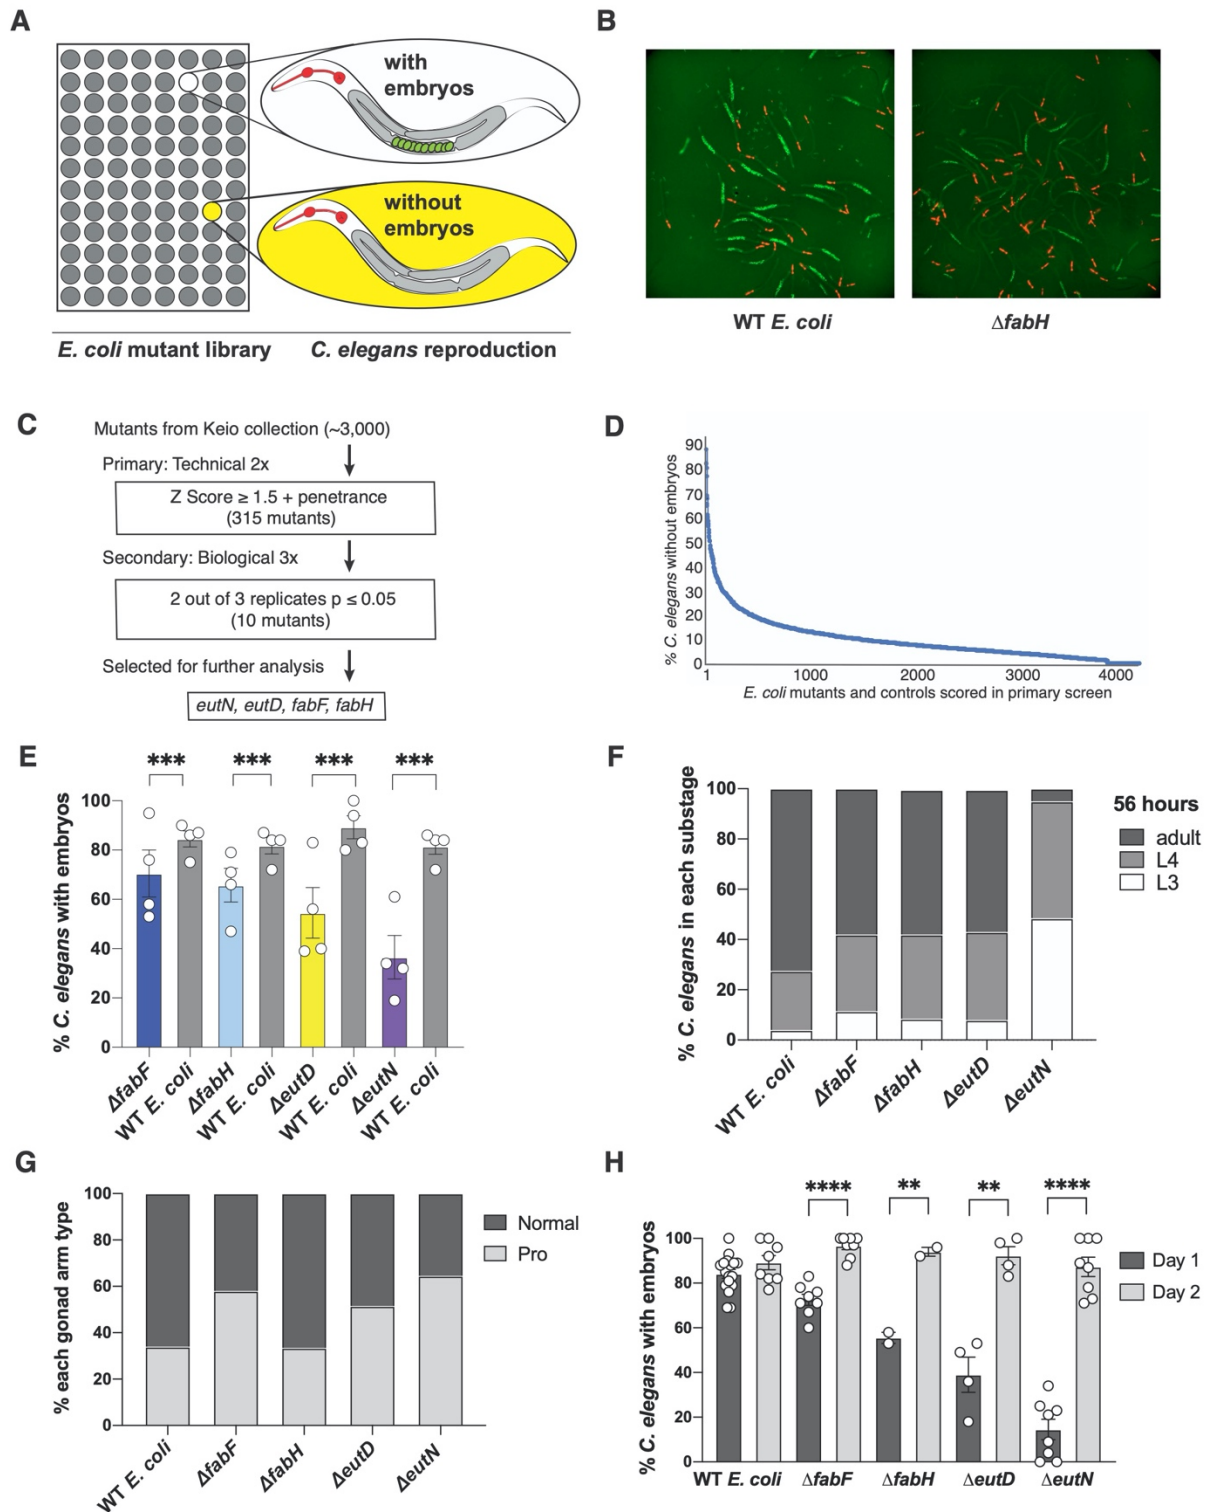 A
with
embryos
without
embryos
E. coli mutant library
C. elegans reproduction
B
WT E. coli
ΔfabH
C
Mutants from Keio collection (~3,000)
Primary: Technical 2x
Z Score ≥ 1.5 + penetrance
(315 mutants)
Secondary: Biological 3x
2 out of 3 replicates p ≤ 0.05
(10 mutants)
Selected for further analysis
eutN, eutD, fabF, fabH
D
% C. elegans without embryos
90
80
70
60
50
40
30
20
10
0
1
1000
2000
3000
4000
E. coli mutants and controls scored in primary screen
E
% C. elegans with embryos
*** *** *** ***
100
80
60
40
20
0
ΔfabF
WT E. coli
ΔfabH
WT E. coli
ΔeutD
WT E. coli
ΔeutN
WT E. coli
F
% C. elegans in each substage
100
80
60
40
20
0
WT E. coli
ΔfabF
ΔfabH
ΔeutD
ΔeutN
56 hours
adult
L4
L3
G
% each gonad arm type
100
80
60
40
20
0
WT E. coli
ΔfabF
ΔfabH
ΔeutD
ΔeutN
Normal
Pro
H
% C. elegans with embryos
**** ** ** ****
100
80
60
40
20
0
WT E. coli
ΔfabF
ΔfabH
ΔeutD
ΔeutN
Day 1
Day 2